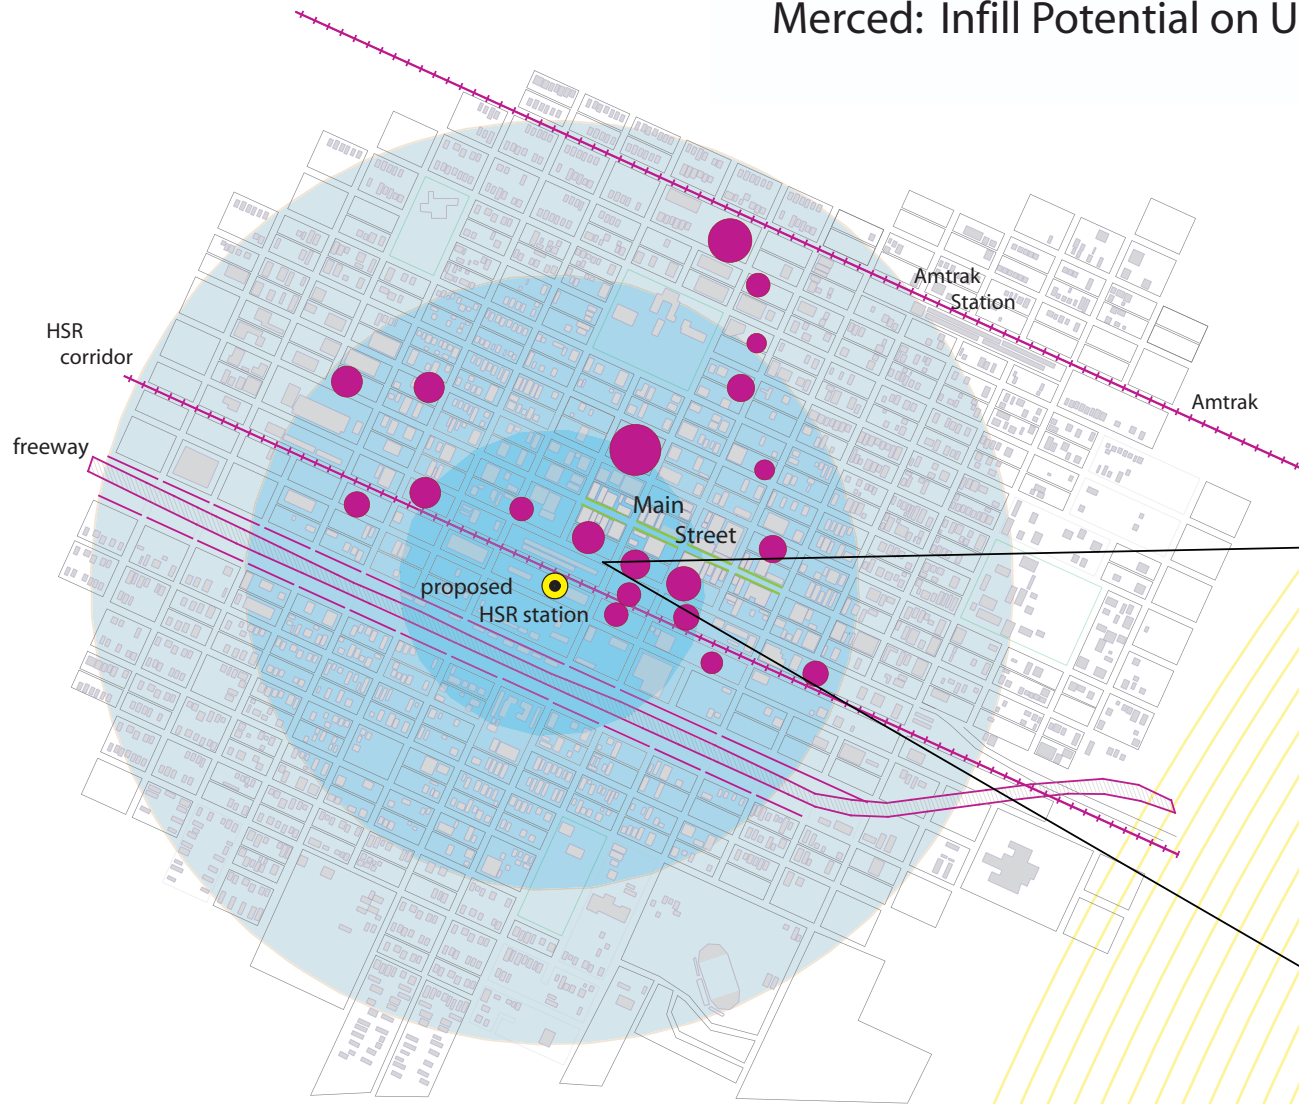 Merced: Infill Potential on U
Amtrak
Station
HSR
corridor
Amtrak
freeway
Main
Street
proposed
HSR station